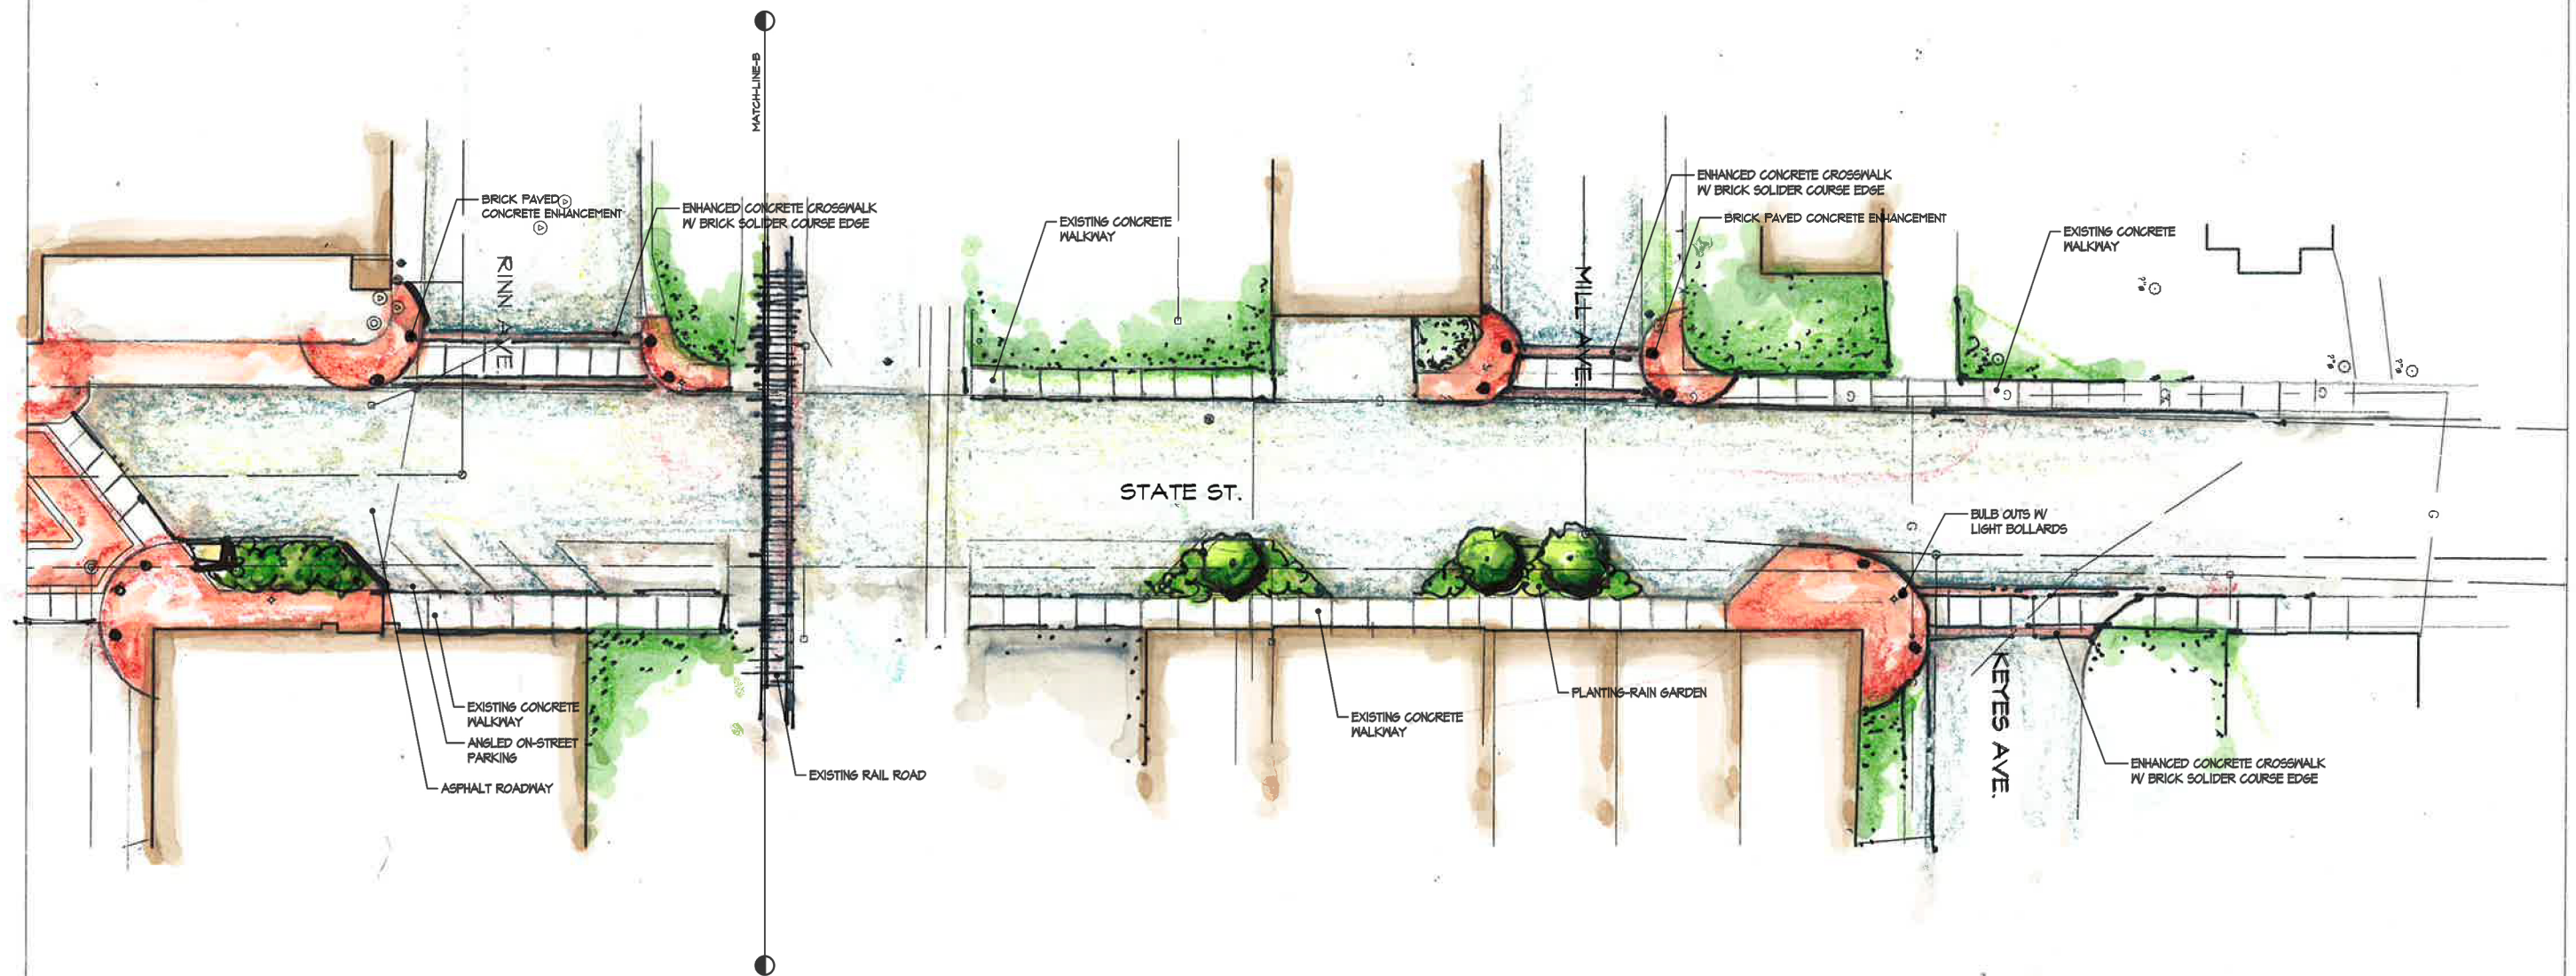 MATCH-LINE-B
BRICK PAVED
CONCRETE ENHANCEMENT
ENHANCED CONCRETE CROSSWALK
W/ BRICK SOLIDER COURSE EDGE
EXISTING CONCRETE
WALKWAY
ENHANCED CONCRETE CROSSWALK
W/ BRICK SOLIDER COURSE EDGE
BRICK PAVED CONCRETE ENHANCEMENT
EXISTING CONCRETE
WALKWAY
RINN AVE
MILL AVE.
G
G
G
G
G
STATE ST.
G
G
BULB OUTS W/
LIGHT BOLLARDS
KEYES AVE.
EXISTING CONCRETE
WALKWAY
ANGLED ON-STREET
PARKING
ASPHALT ROADWAY
EXISTING RAIL ROAD
EXISTING CONCRETE
WALKWAY
PLANTING-RAIN GARDEN
ENHANCED CONCRETE CROSSWALK
W/ BRICK SOLIDER COURSE EDGE